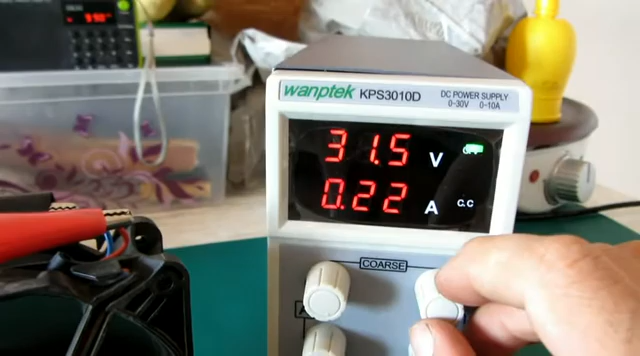 wanptek KPS3010D
DC POWER SUPPLY
0-30V 0-10A
31.5 V
0.22 A
C.C
COARSE